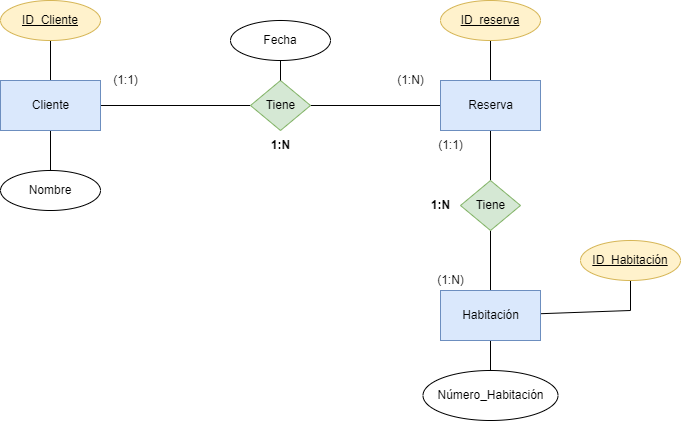 ID_Cliente
Fecha
ID_reserva
(1:1)
(1:N)
Cliente
Tiene
Reserva
1:N
(1:1)
Nombre
1:N
Tiene
ID_Habitación
(1:N)
Habitación
Número_Habitación